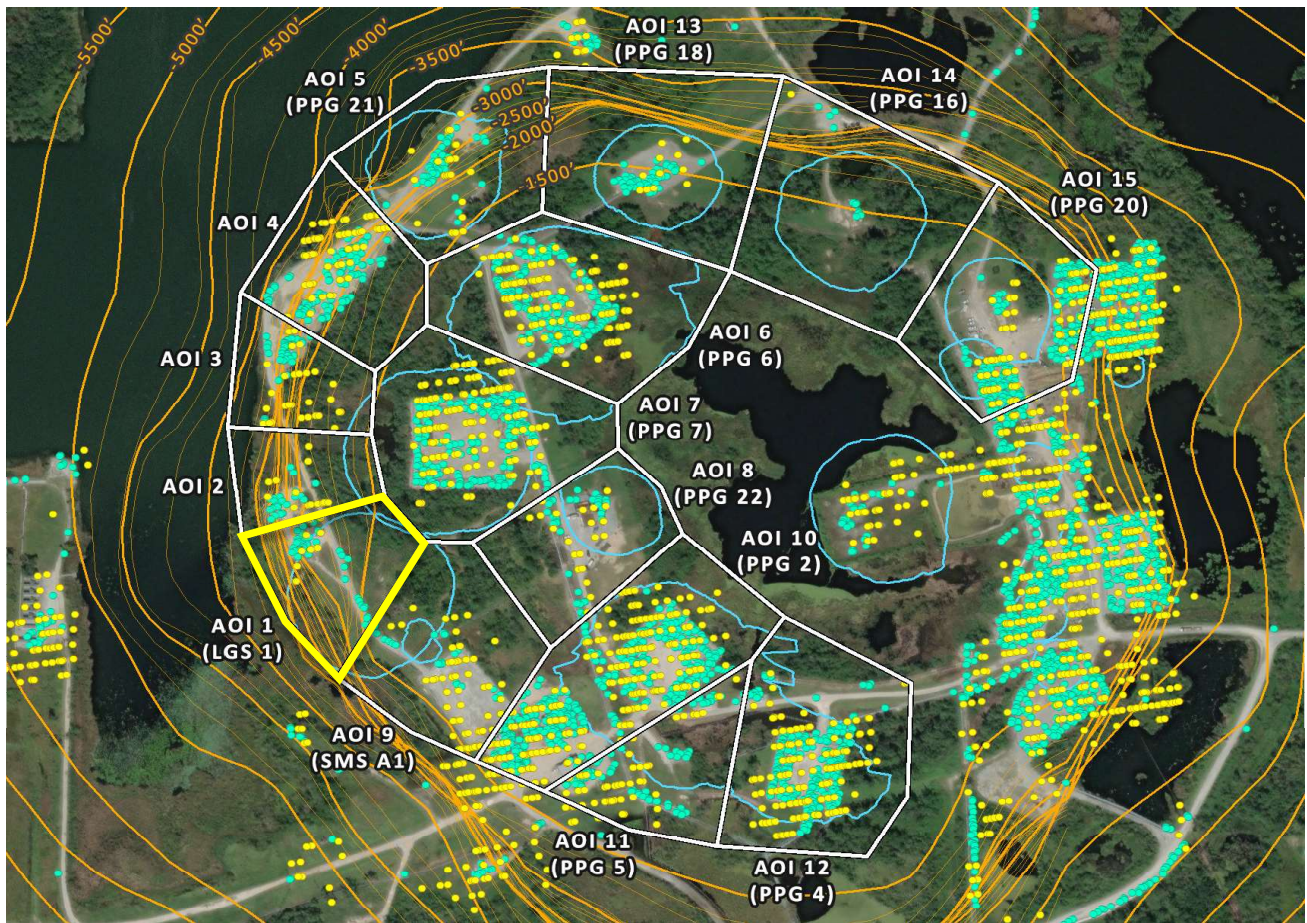 -5500'
-5000'
-4500'
-4000'
-3500'
-3000'
-2500'
-2000'
-1500'
AOI 13
(PPG 18)
AOI 5
(PPG 21)
AOI 14
(PPG 16)
AOI 15
(PPG 20)
AOI 4
AOI 3
AOI 6
(PPG 6)
AOI 7
(PPG 7)
AOI 2
AOI 8
(PPG 22)
AOI 10
(PPG 2)
AOI 1
(LGS 1)
AOI 9
(SMS A1)
AOI 11
(PPG 5)
AOI 12
(PPG 4)